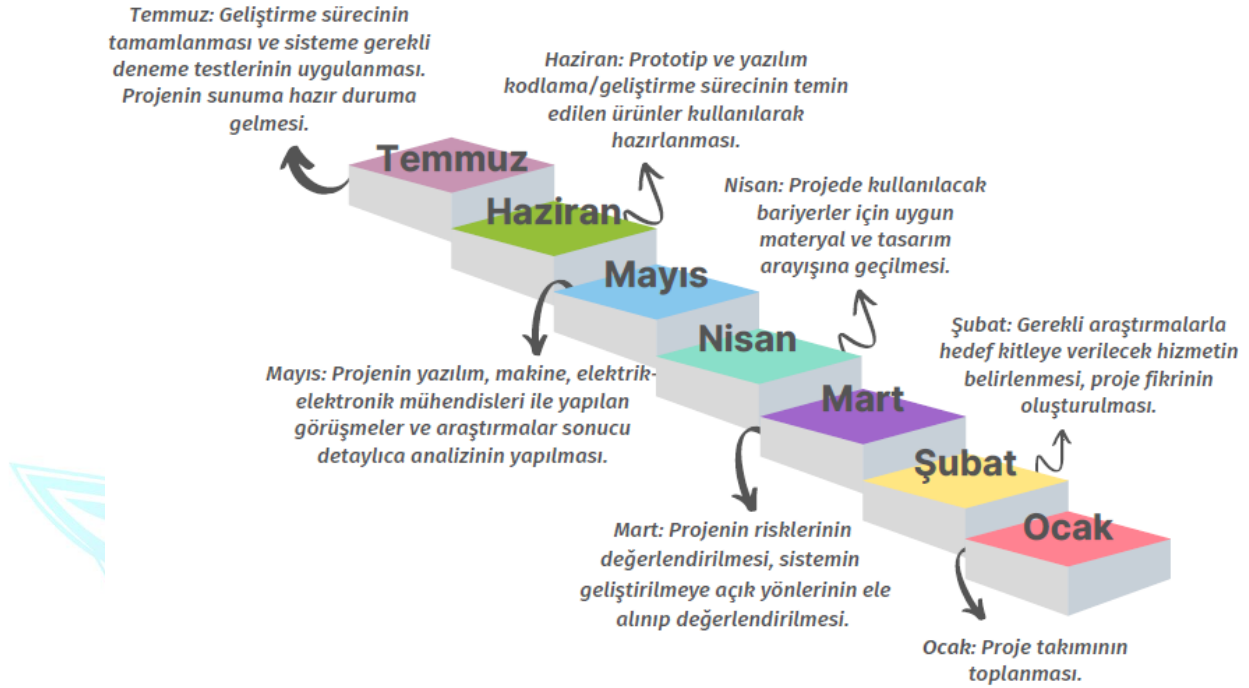 Temmuz: Geliştirme sürecinin
tamamlanması ve sisteme gerekli
deneme testlerinin uygulanması.
Projenin sunuma hazır duruma
gelmesi.
Haziran: Prototip ve yazılım
kodlama/geliştirme sürecinin temin
edilen ürünler kullanılarak
hazırlanması.
Temmuz
Nisan: Projede kullanılacak
bariyerler için uygun
materyal ve tasarım
arayışına geçilmesi.
Haziran
Mayıs
Şubat: Gerekli araştırmalarla
hedef kitleye verilecek hizmetin
belirlenmesi, proje fikrinin
oluşturulması.
Nisan
Mayıs: Projenin yazılım, makine, elektrik-
elektronik mühendisleri ile yapılan
görüşmeler ve araştırmalar sonucu
detaylıca analizinin yapılması.
Mart
Şubat
Ocak
Mart: Projenin risklerinin
değerlendirilmesi, sistemin
geliştirilmeye açık yönlerinin ele
alınıp değerlendirilmesi.
Ocak: Proje takımının
toplanması.